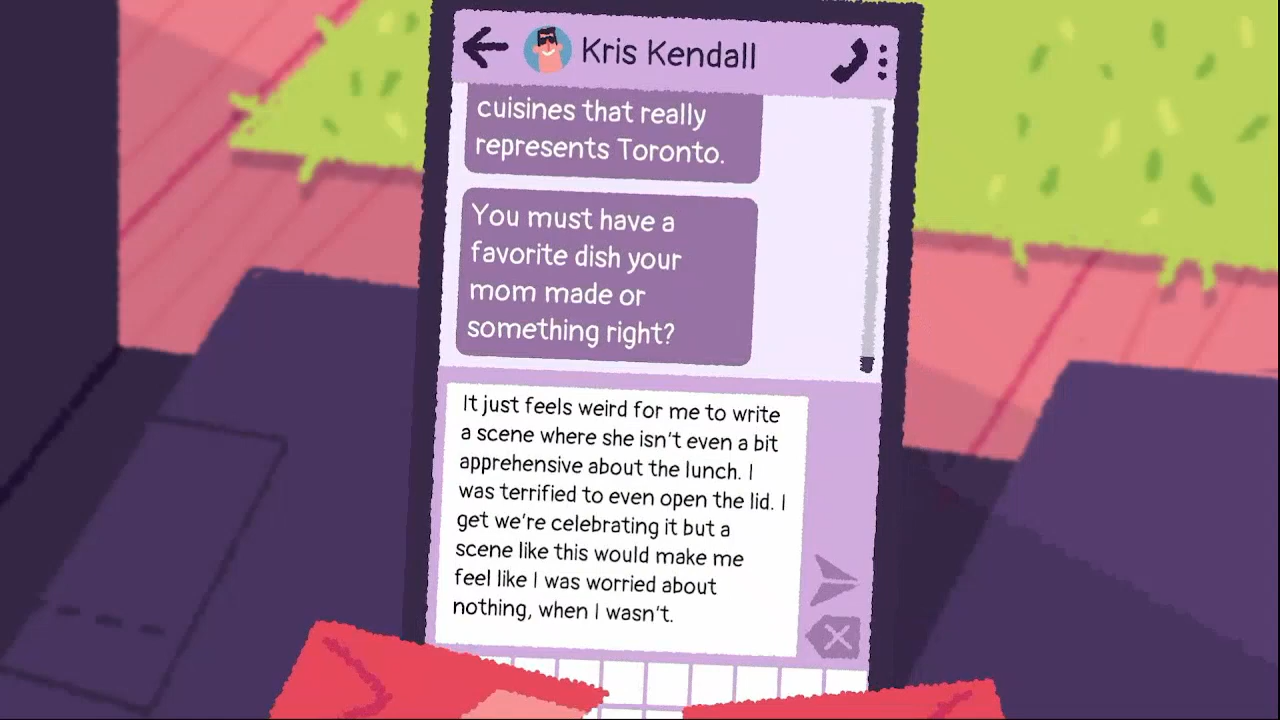 Kris Kendall
cuisines that really
represents Toronto.
You must have a
favorite dish your
mom made or
something right?
It just feels weird for me to write
a scene where she isn't even a bit
apprehensive about the lunch. I
was terrified to even open the lid. I
get we're celebrating it but a
scene like this would make me
feel like I was worried about
nothing, when I wasn't.